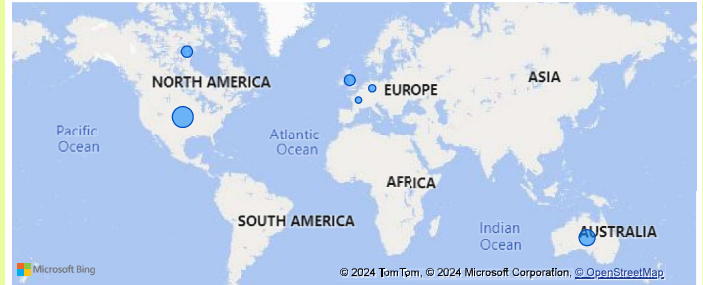 ASIA
NORTH AMERICA
EUROPE
Pacific
Ocean
Atlantic
Ocean
AFRICA
SOUTH AMERICA
Indian
Ocean
AUSTRALIA
Microsoft Bing
© 2024 TomTom, © 2024 Microsoft Corporation, © OpenStreetMap